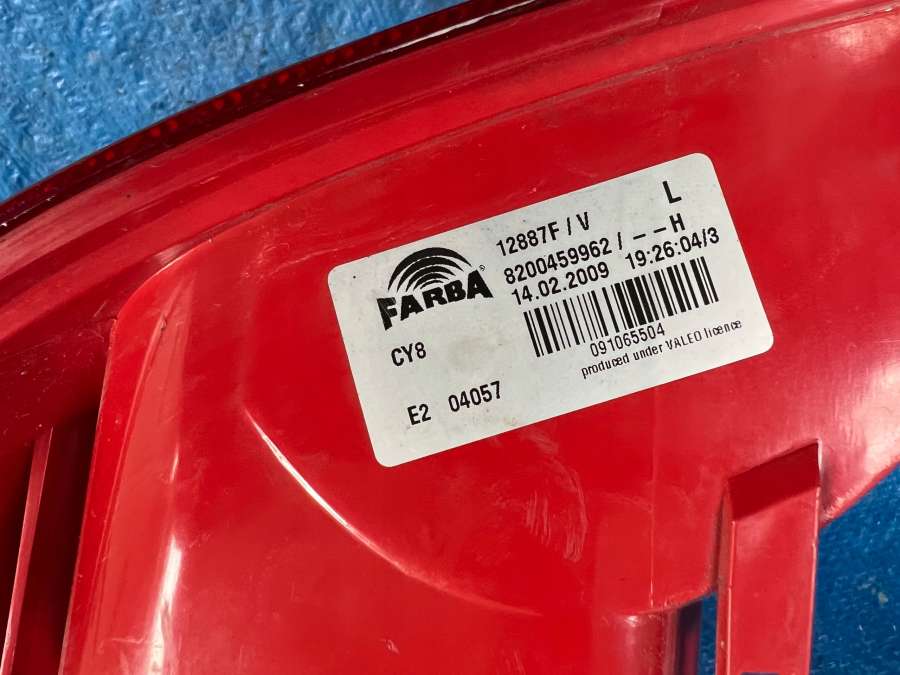 FARBA®
12887F / V L
8200459962 / – – H
14.02.2009 19:26:04/3
091065504
produced under VALEO licence
CY8
E2 04057